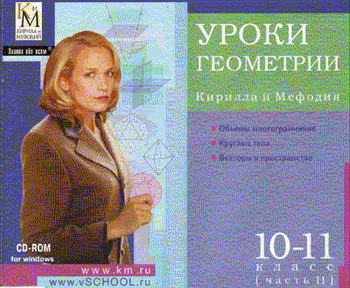 К и М
КИРИЛЛ и
МЕФОДИЙ
Знания обо всем
УРОКИ
ГЕОМЕТРИИ
Кирилла и Мефодия
Объемы многогранников
Круглые тела
Векторы в пространстве
10-11
класс
(часть II)
CD-ROM
for windows
www.km.ru
www.vSCHOOL.ru